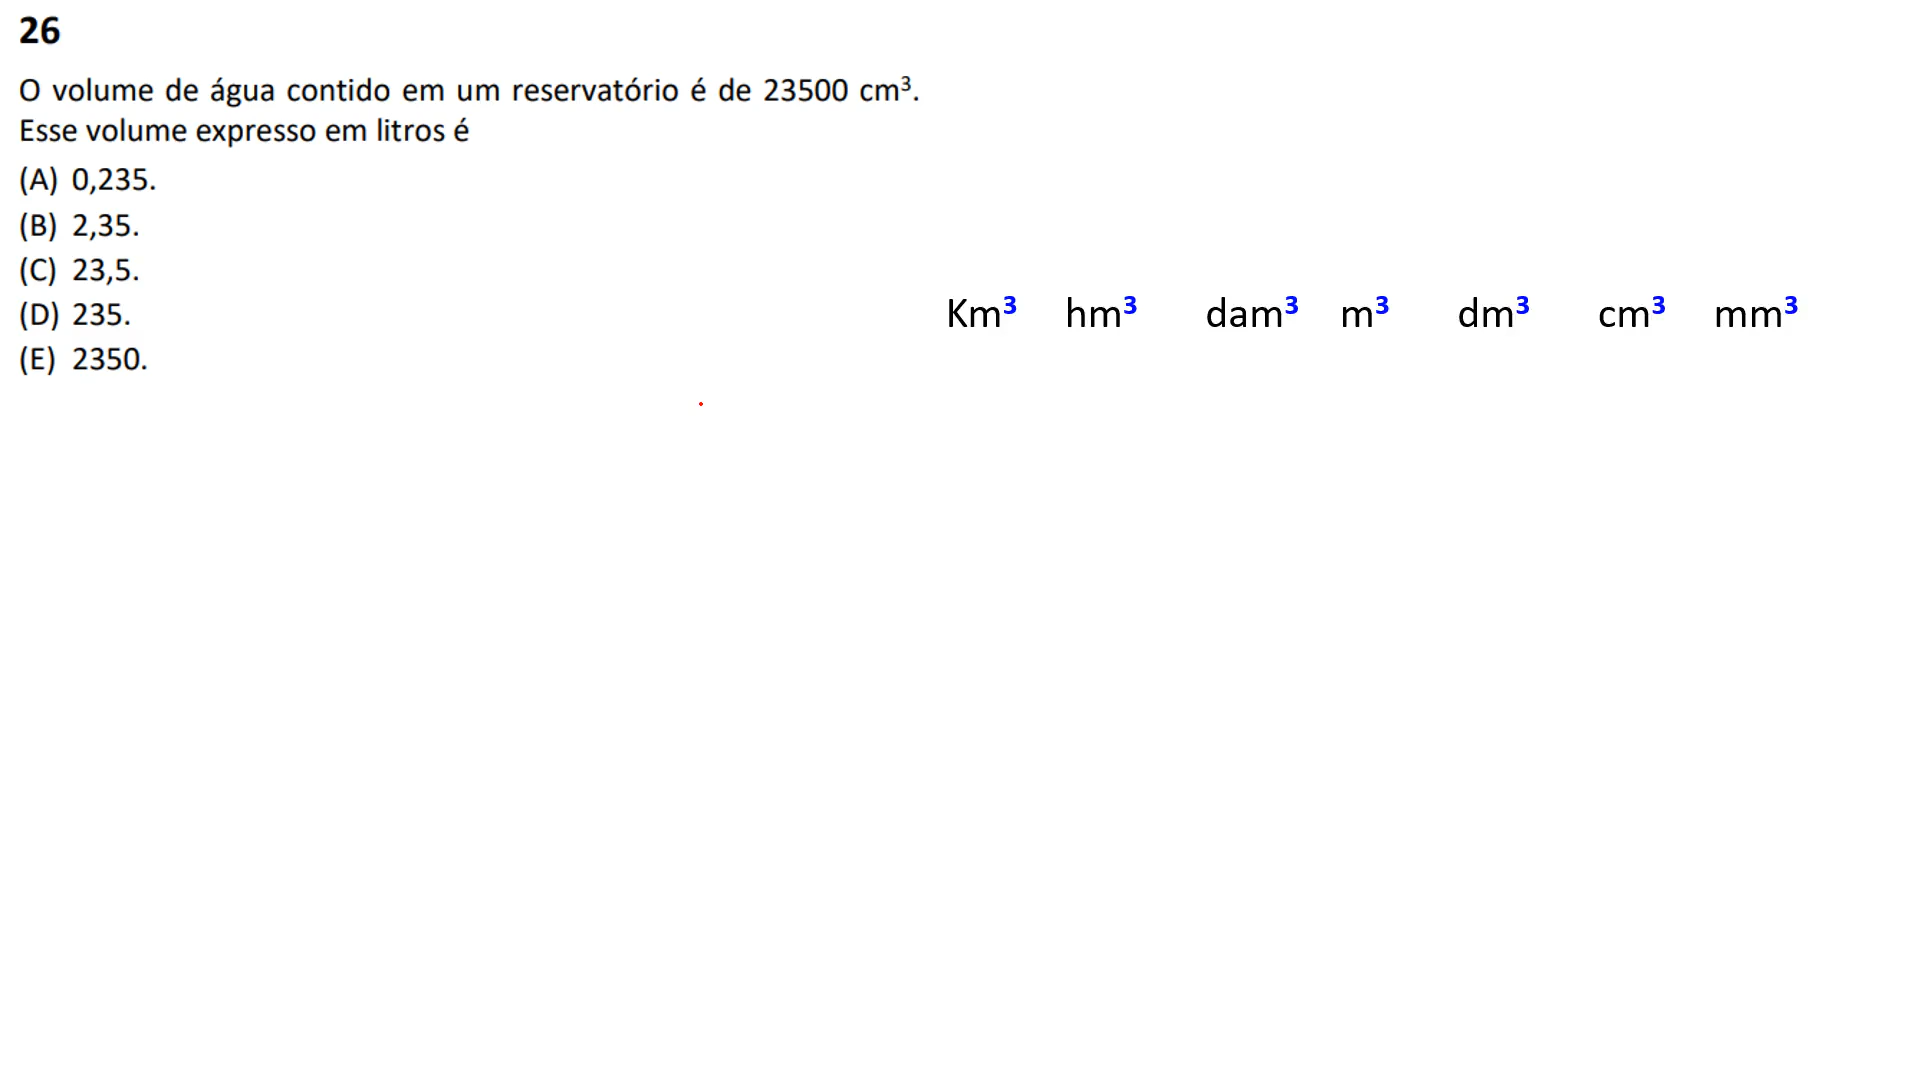 26
O volume de água contido em um reservatório é de 23500 cm³.
Esse volume expresso em litros é
(A) 0,235.
(B) 2,35.
(C) 23,5.
(D) 235.
(E) 2350.
Km³ hm³ dam³ m³ dm³ cm³ mm³